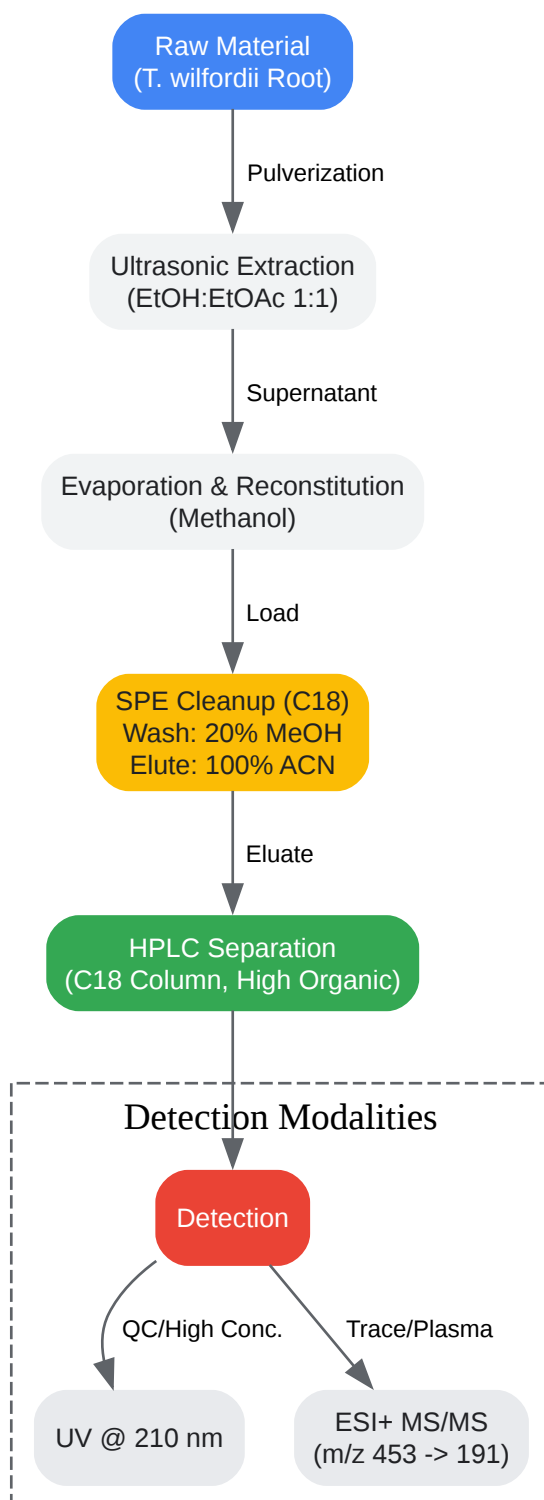 Raw Material
(T. wilfordii Root)
Pulverization
Ultrasonic Extraction
(EtOH:EtOAc 1:1)
Supernatant
Evaporation & Reconstitution
(Methanol)
Load
SPE Cleanup (C18)
Wash: 20% MeOH
Elute: 100% ACN
Eluate
HPLC Separation
(C18 Column, High Organic)
Detection Modalities
Detection
QC/High Conc.
Trace/Plasma
UV @ 210 nm
ESI+ MS/MS
(m/z 453 -> 191)